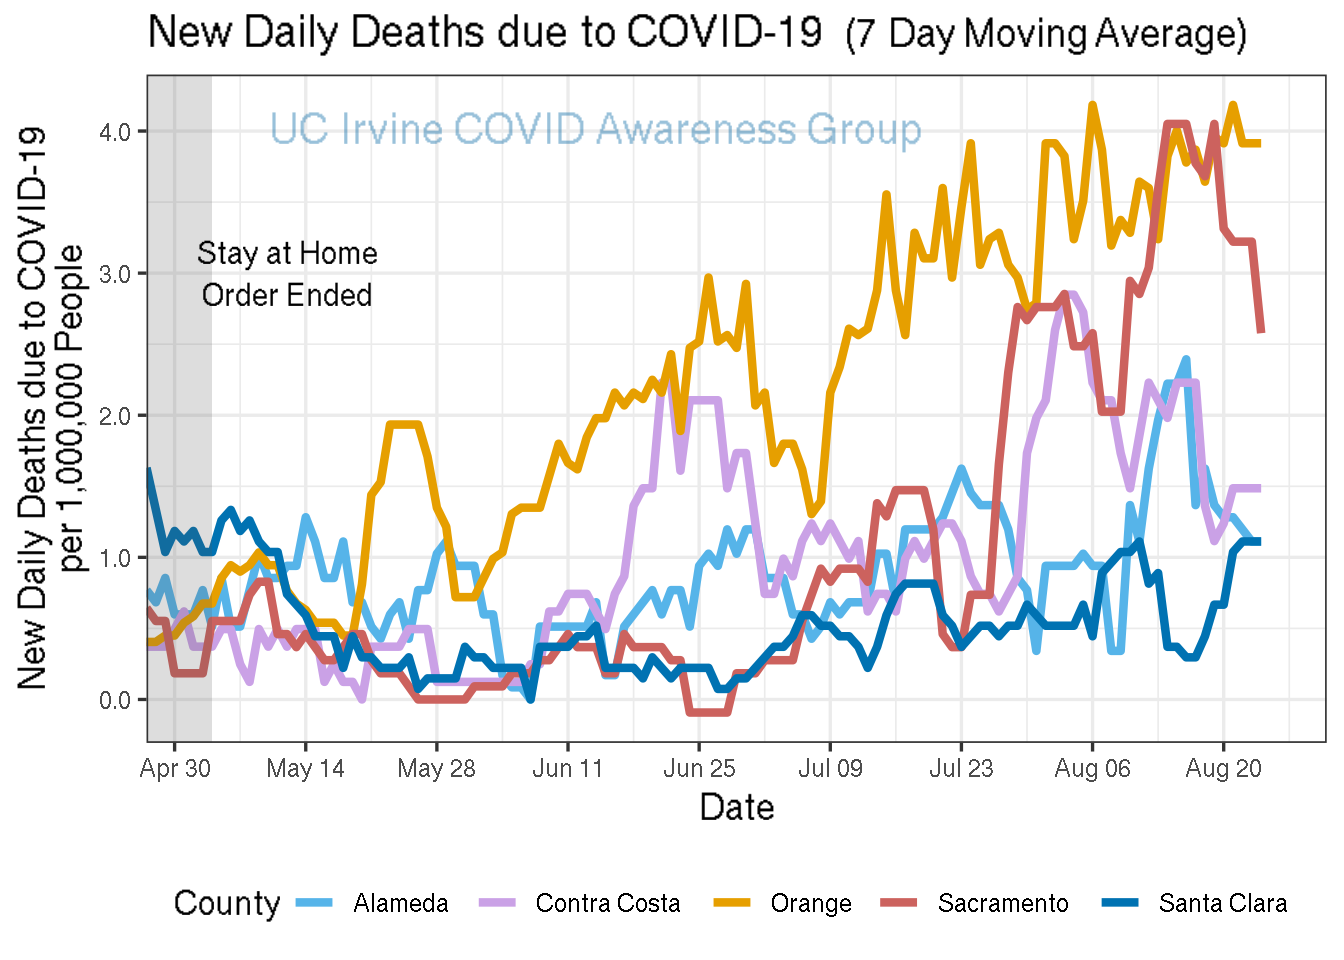 New Daily Deaths due to COVID-19 (7 Day Moving Average)
UC Irvine COVID Awareness Group
Stay at Home
Order Ended
New Daily Deaths due to COVID-19
per 1,000,000 People
4.0
3.0
2.0
1.0
0.0
Apr 30 May 14 May 28 Jun 11 Jun 25 Jul 09 Jul 23 Aug 06 Aug 20
Date
County Alameda Contra Costa Orange Sacramento Santa Clara